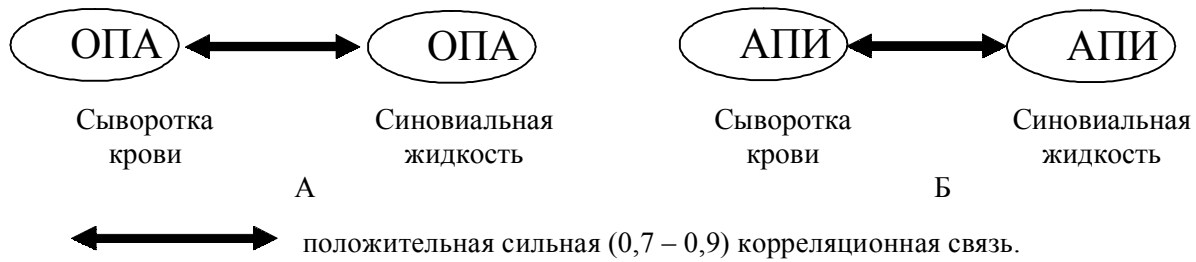 ОПА ОПА АПИ АПИ
Сыворотка Синовиальная Сыворотка Синовиальная
крови жидкость крови жидкость
А Б
положительная сильная (0,7 – 0,9) корреляционная связь.